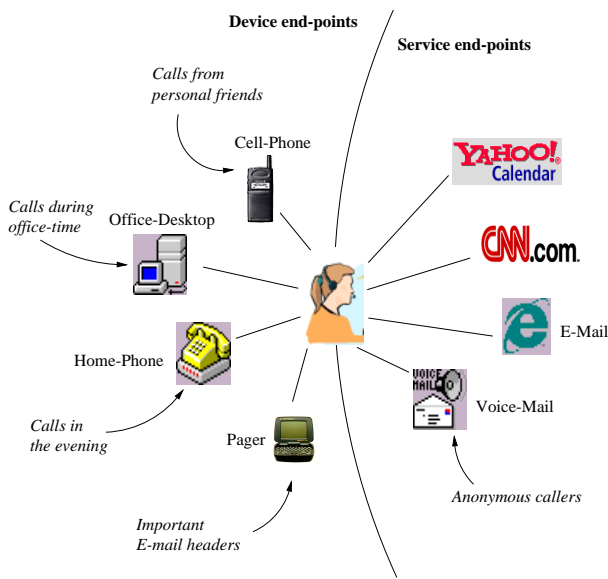 Device end-points
Service end-points
Calls from
personal friends
Cell-Phone
YAHOO!®
Calendar
Calls during
office-time
Office-Desktop
CNN.com.
E-Mail
Home-Phone
VOICE
MAIL
Voice-Mail
Calls in
the evening
Pager
Anonymous callers
Important
E-mail headers